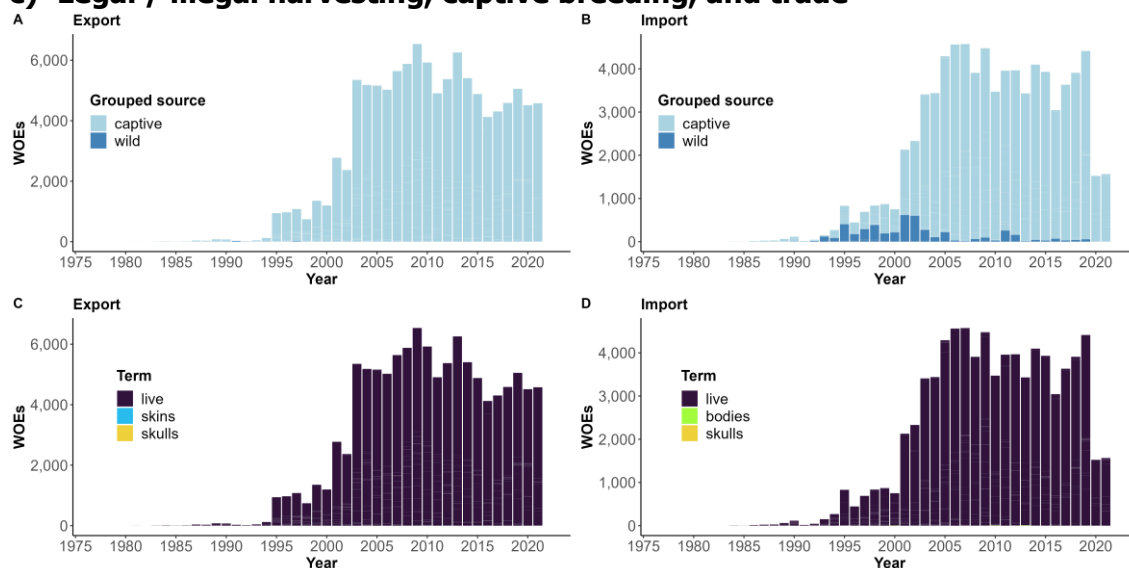 c) Legal / illegal harvesting, captive breeding, and trade
A Export
WOEs
6,000
4,000
2,000
0
Grouped source
captive
wild
1975 1980 1985 1990 1995 2000 2005 2010 2015 2020
Year
B Import
WOEs
4,000
3,000
2,000
1,000
0
Grouped source
captive
wild
1975 1980 1985 1990 1995 2000 2005 2010 2015 2020
Year
C Export
WOEs
6,000
4,000
2,000
0
Term
live
skins
skulls
1975 1980 1985 1990 1995 2000 2005 2010 2015 2020
Year
D Import
WOEs
4,000
3,000
2,000
1,000
0
Term
live
bodies
skulls
1975 1980 1985 1990 1995 2000 2005 2010 2015 2020
Year